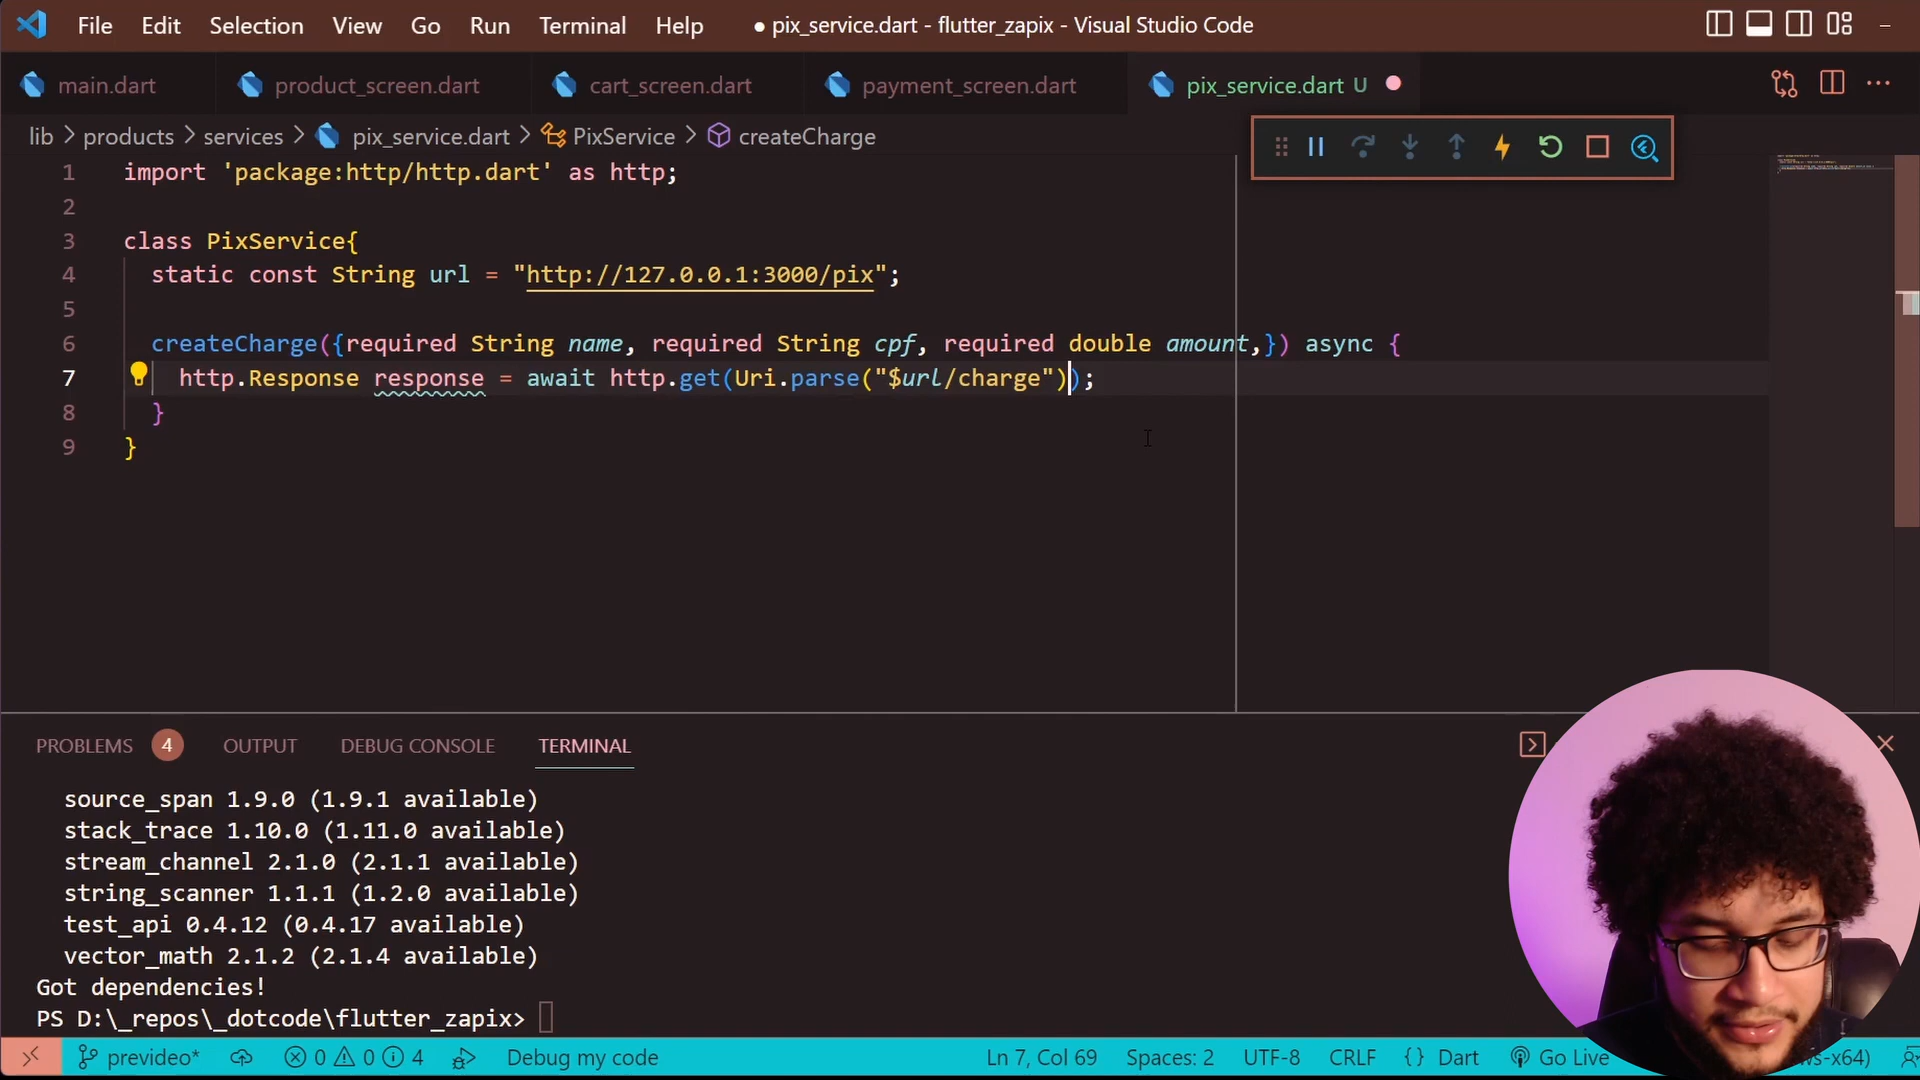 File Edit Selection View Go Run Terminal Help ● pix_service.dart - flutter_zapix - Visual Studio Code
main.dart product_screen.dart cart_screen.dart payment_screen.dart pix_service.dart U
lib > products > services > pix_service.dart > PixService > createCharge
1 import 'package:http/http.dart' as http;
2
3 class PixService{
4 static const String url = "http://127.0.0.1:3000/pix";
5
6 createCharge({required String name, required String cpf, required double amount,}) async {
7 http.Response response = await http.get(Uri.parse("$url/charge"));
8 }
9 }
PROBLEMS 4 OUTPUT DEBUG CONSOLE TERMINAL
source_span 1.9.0 (1.9.1 available)
stack_trace 1.10.0 (1.11.0 available)
stream_channel 2.1.0 (2.1.1 available)
string_scanner 1.1.1 (1.2.0 available)
test_api 0.4.12 (0.4.17 available)
vector_math 2.1.2 (2.1.4 available)
Got dependencies!
PS D:\_repos\_dotcode\flutter_zapix>
prevideo* 0 0 4 Debug my code Ln 7, Col 69 Spaces: 2 UTF-8 CRLF {} Dart Go Live